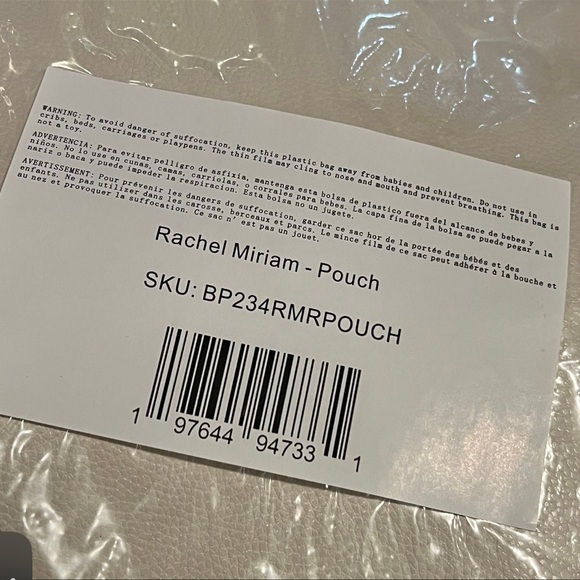 WARNING: To avoid danger of suffocation, keep this plastic bag away from babies and children. Do not use in
cribs, beds, carriages or playpens. The thin film may cling to nose and mouth and prevent breathing. This bag is
not a toy.
ADVERTENCIA: Para evitar pelligro de asfixia, mantenga esta bolsa de plastico fuera del alcance de bebes y
niños. No lo use en cunas, camas, carriolas, o corrales para bebes. La capa fina de la bolsa se puede pegar a la
nariz o baca y puede impedar la respiracion. Esta bolsa no un jugete.
AVERTISSEMENT: Pour prévenir les dangers de suffocation, garder ce sac hor de la portée des bébés et des
enfants. Ne pas utilizer dans les carosse, berceaux et parcs. Le mince film de ce sac peut adhérer à la bouche et
au nez et provoquer la suffocation. Ce sac n' est pas un jouet.
Rachel Miriam - Pouch
SKU: BP234RMRPOUCH
1 97644 94733 1